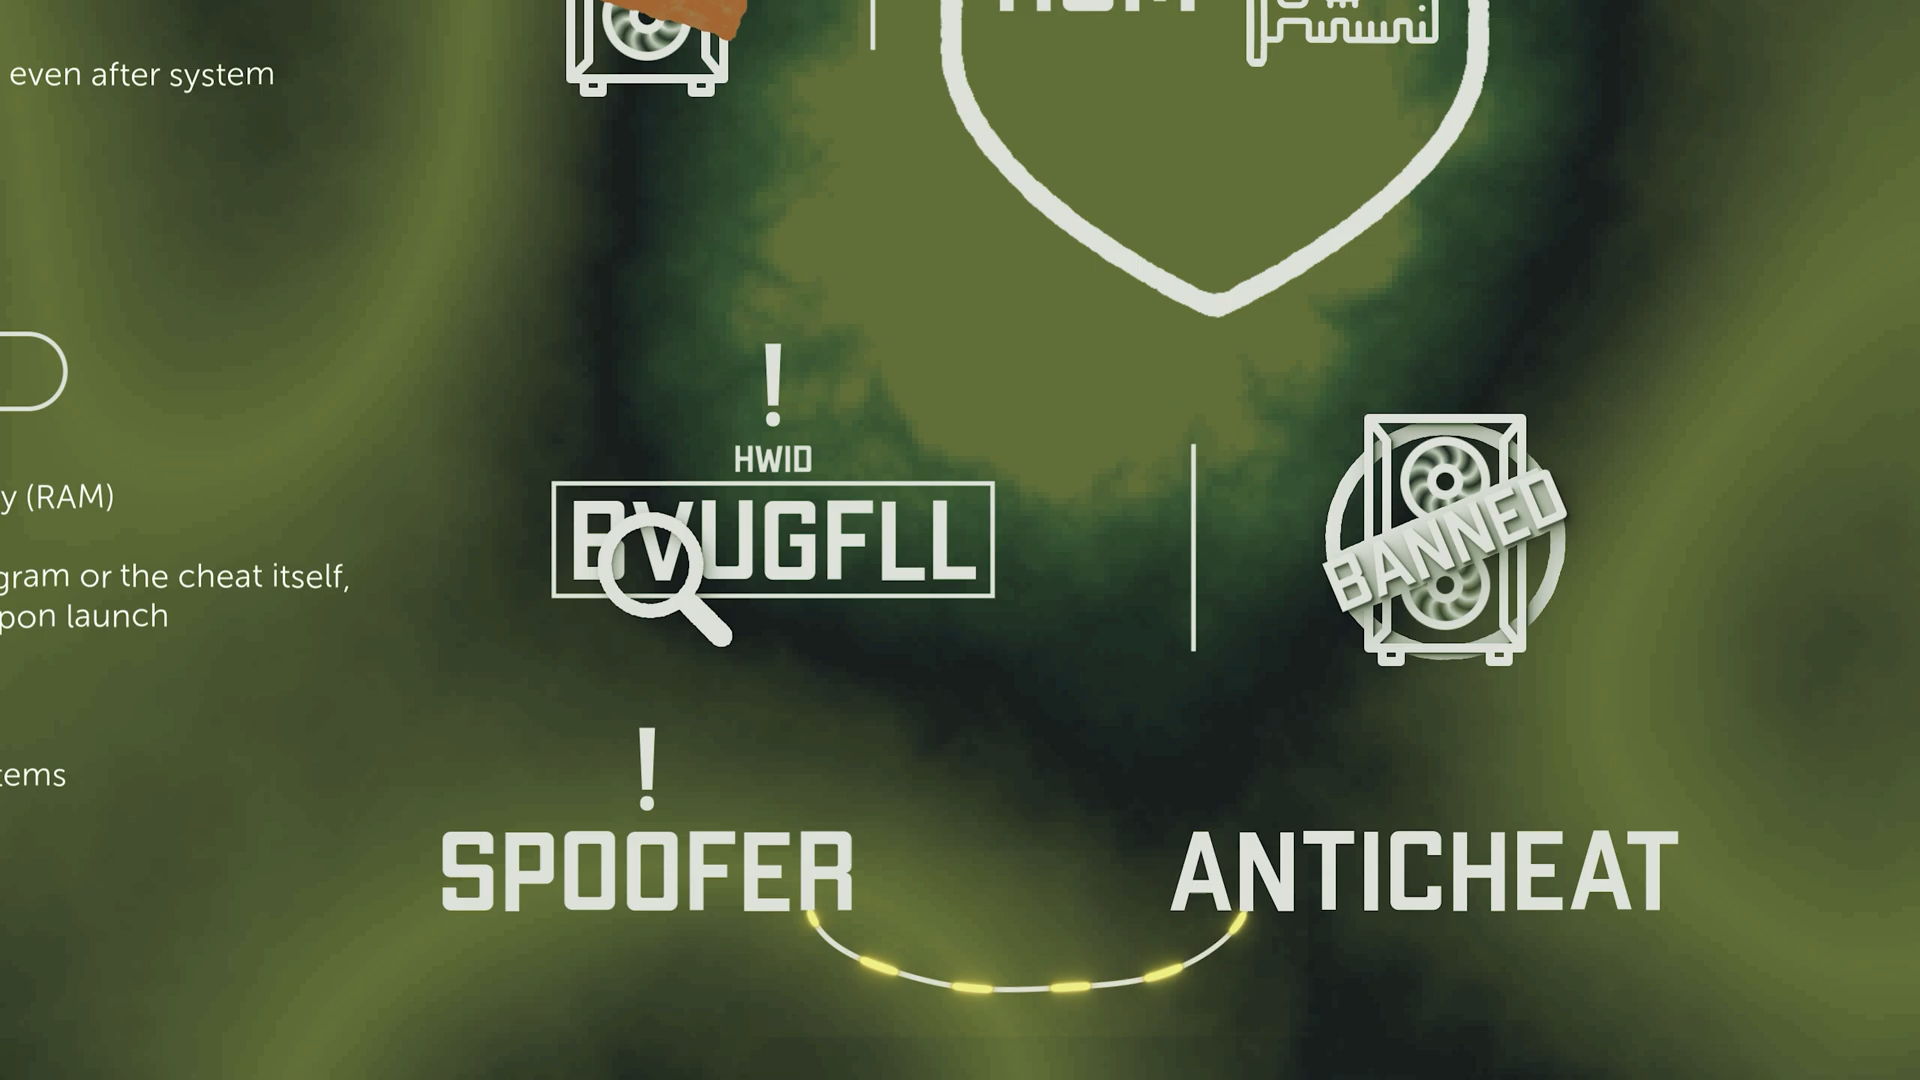 even after system
y (RAM)
gram or the cheat itself,
pon launch
tems
!
HWID
BVUGFLL
BANNED
!
SPOOFER
ANTICHEAT